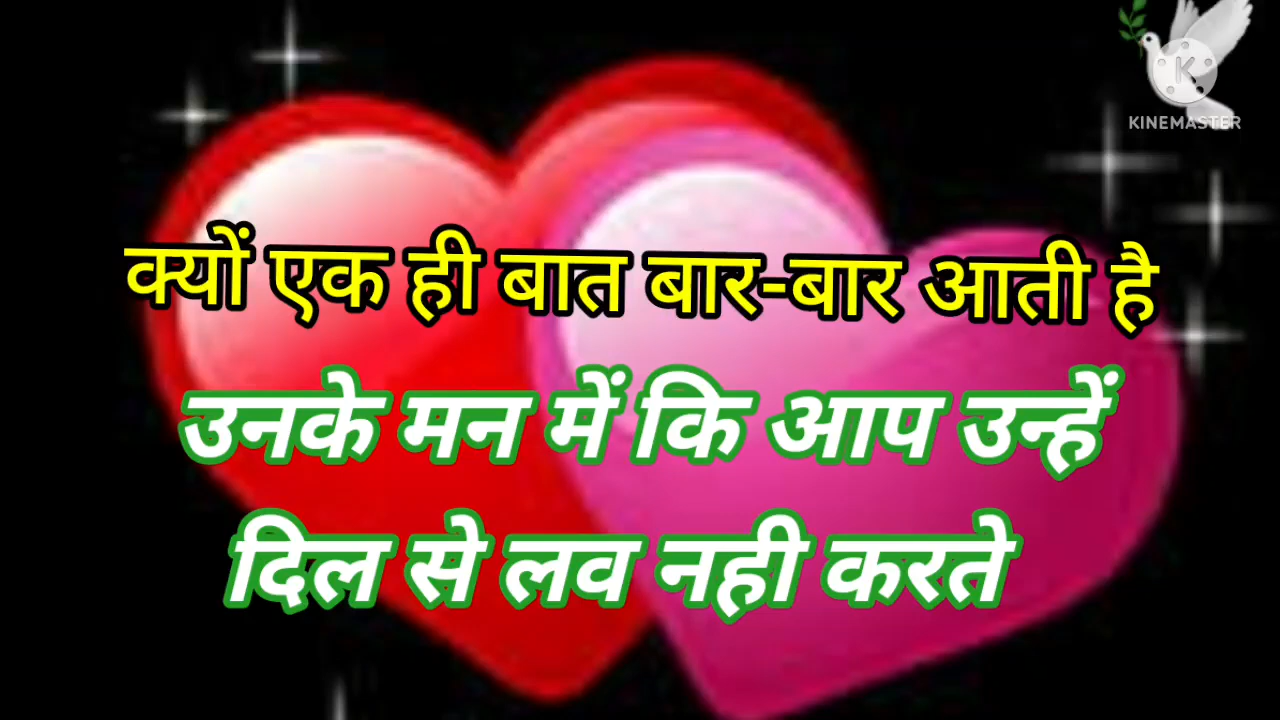 KINEMASTER
क्यों एक ही बात बार-बार आती है
उनके मन में कि आप उन्हें
दिल से लव नही करते